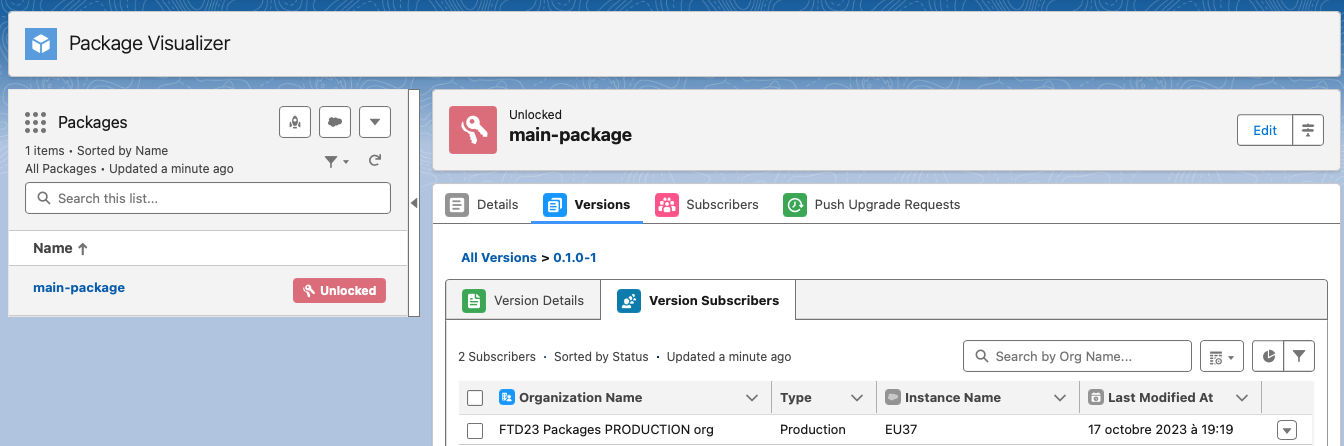 Package Visualizer
Packages
1 items • Sorted by Name
All Packages • Updated a minute ago
Search this list...
Name
main-package
Unlocked
Unlocked
main-package
Edit
Details
Versions
Subscribers
Push Upgrade Requests
All Versions > 0.1.0-1
Version Details
Version Subscribers
2 Subscribers • Sorted by Status • Updated a minute ago
Search by Org Name...
Organization Name Type Instance Name Last Modified At
FTD23 Packages PRODUCTION org Production EU37 17 octobre 2023 à 19:19